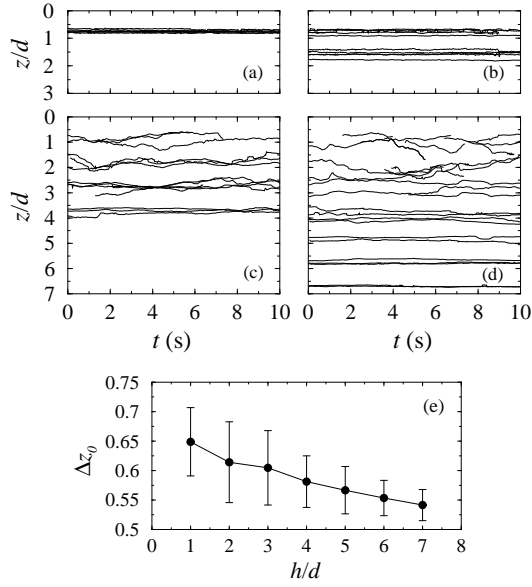 0
1
2
3
z/d
(a)
(b)
0
1
2
3
4
5
6
7
z/d
(c)
(d)
0 2 4 6 8 10
0 2 4 6 8 10
t (s)
t (s)
0.75
0.7
0.65
0.6
0.55
0.5
Δz₀
(e)
0 1 2 3 4 5 6 7 8
h/d